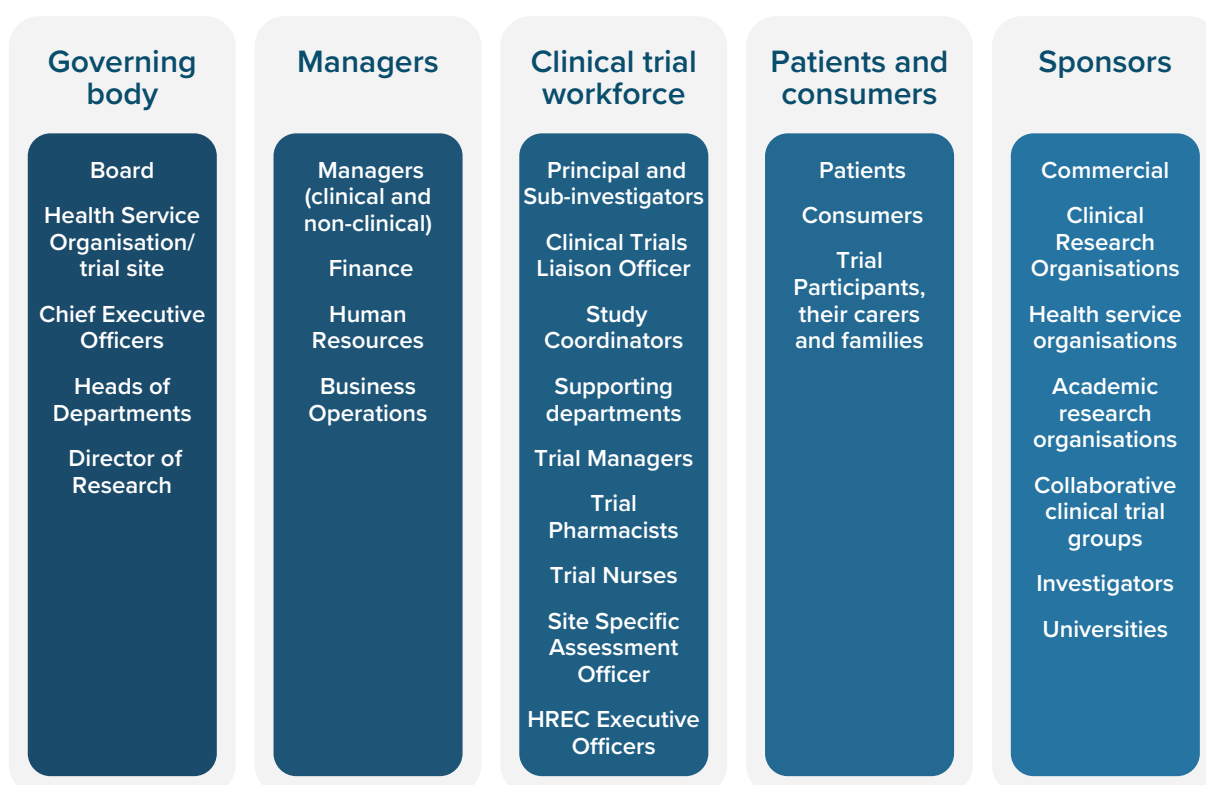 Governing
body
Board
Health Service
Organisation/
trial site
Chief Executive
Officers
Heads of
Departments
Director of
Research
Managers
Managers
(clinical and
non-clinical)
Finance
Human
Resources
Business
Operations
Clinical trial
workforce
Principal and
Sub-investigators
Clinical Trials
Liaison Officer
Study
Coordinators
Supporting
departments
Trial Managers
Trial
Pharmacists
Trial Nurses
Site Specific
Assessment
Officer
HREC Executive
Officers
Patients and
consumers
Patients
Consumers
Trial
Participants,
their carers
and families
Sponsors
Commercial
Clinical
Research
Organisations
Health service
organisations
Academic
research
organisations
Collaborative
clinical trial
groups
Investigators
Universities